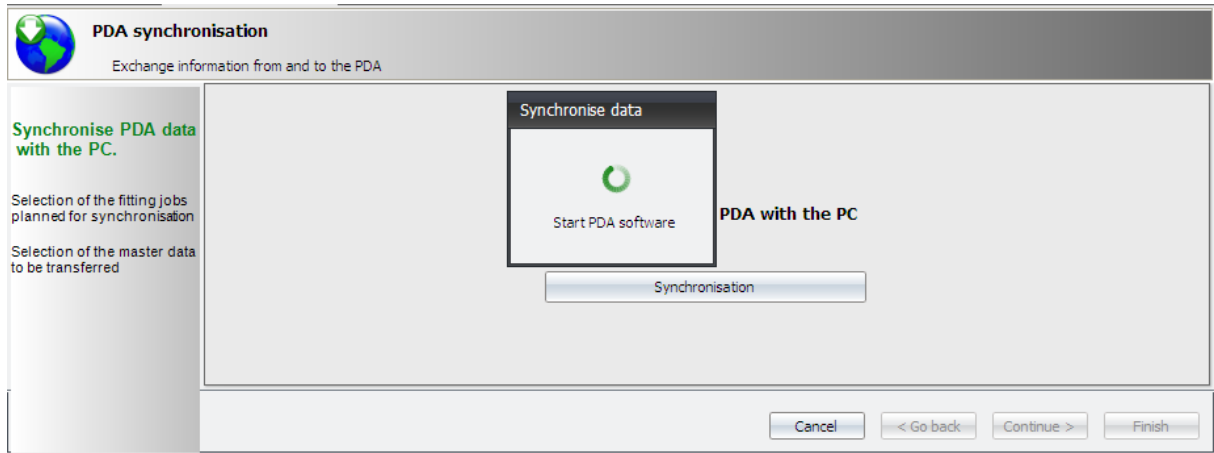 PDA synchronisation
Exchange information from and to the PDA
Synchronise PDA data
with the PC.
Selection of the fitting jobs
planned for synchronisation
Selection of the master data
to be transferred
Synchronise data
Start PDA software
PDA with the PC
Synchronisation
Cancel
< Go back
Continue >
Finish